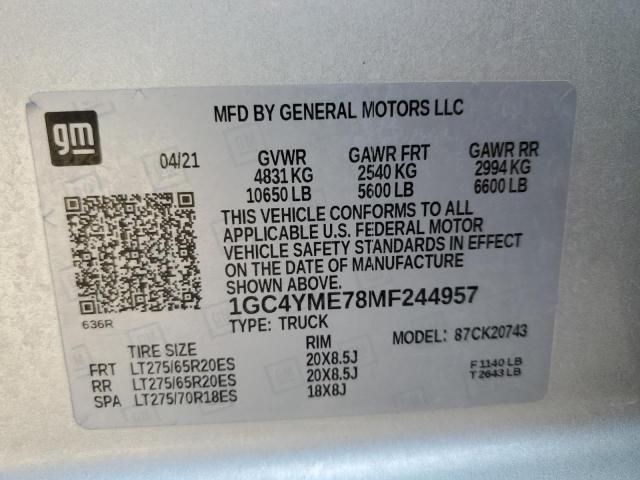 gm
MFD BY GENERAL MOTORS LLC
04/21
GVWR GAWR FRT GAWR RR
4831 KG 2540 KG 2994 KG
10650 LB 5600 LB 6600 LB
THIS VEHICLE CONFORMS TO ALL
APPLICABLE U.S. FEDERAL MOTOR
VEHICLE SAFETY STANDARDS IN EFFECT
ON THE DATE OF MANUFACTURE
SHOWN ABOVE.
636R
1GC4YME78MF244957
TYPE: TRUCK
MODEL: 87CK20743
TIRE SIZE RIM
FRT LT275/65R20ES 20X8.5J
RR LT275/65R20ES 20X8.5J
SPA LT275/70R18ES 18X8J
F 1140 LB
T 2643 LB